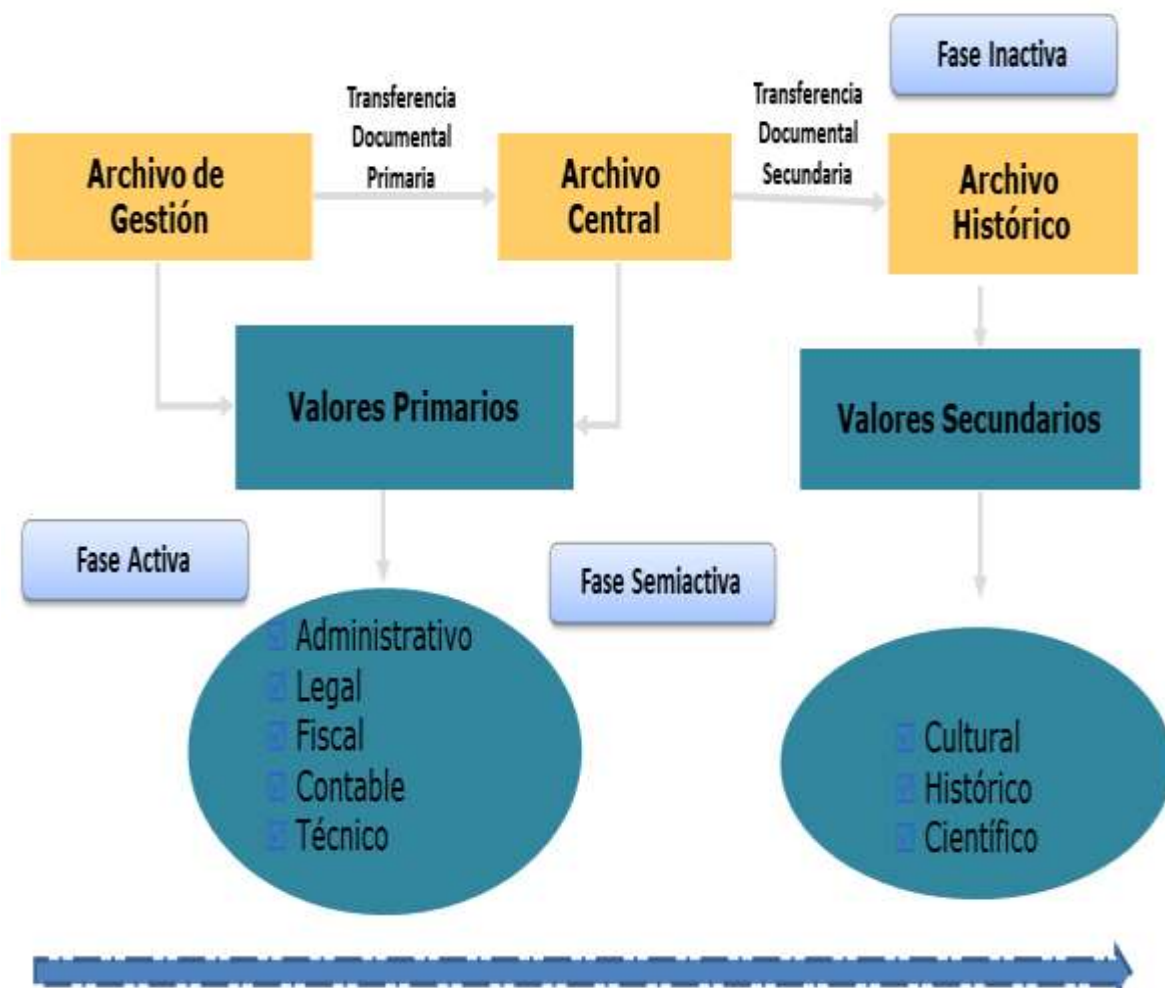 Fase Inactiva
Transferencia
Documental
Primaria
Transferencia
Documental
Secundaria
Archivo de
Gestión
Archivo
Central
Archivo
Histórico
Valores Primarios
Valores Secundarios
Fase Activa
Fase Semiactiva
Administrativo
Legal
Fiscal
Contable
Técnico
Cultural
Histórico
Científico